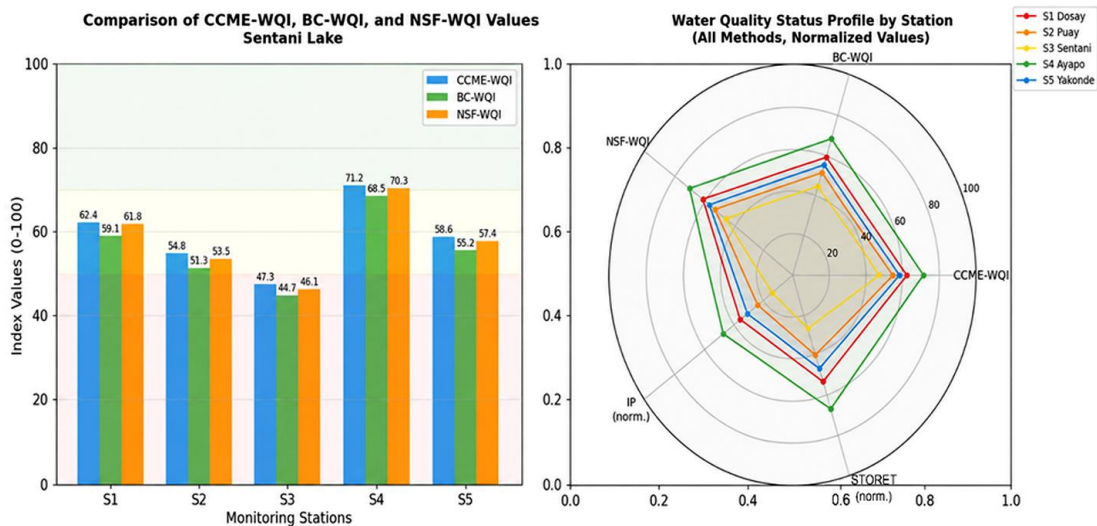 Comparison of CCME-WQI, BC-WQI, and NSF-WQI Values
Sentani Lake
Index Values (0–100)
100
80
60
40
20
0
CCME-WQI
BC-WQI
NSF-WQI
62.4
59.1
61.8
54.8
51.3
53.5
47.3
44.7
46.1
71.2
68.5
70.3
58.6
55.2
57.4
S1
S2
S3
S4
S5
Monitoring Stations
Water Quality Status Profile by Station
(All Methods, Normalized Values)
S1 Dosay
S2 Puay
S3 Sentani
S4 Ayapo
S5 Yakonde
1.0
0.8
0.6
0.4
0.2
0.0
BC-WQI
NSF-WQI
CCME-WQI
IP
(norm.)
STORET
(norm.)
20
40
60
80
100
0.0
0.2
0.4
0.6
0.8
1.0